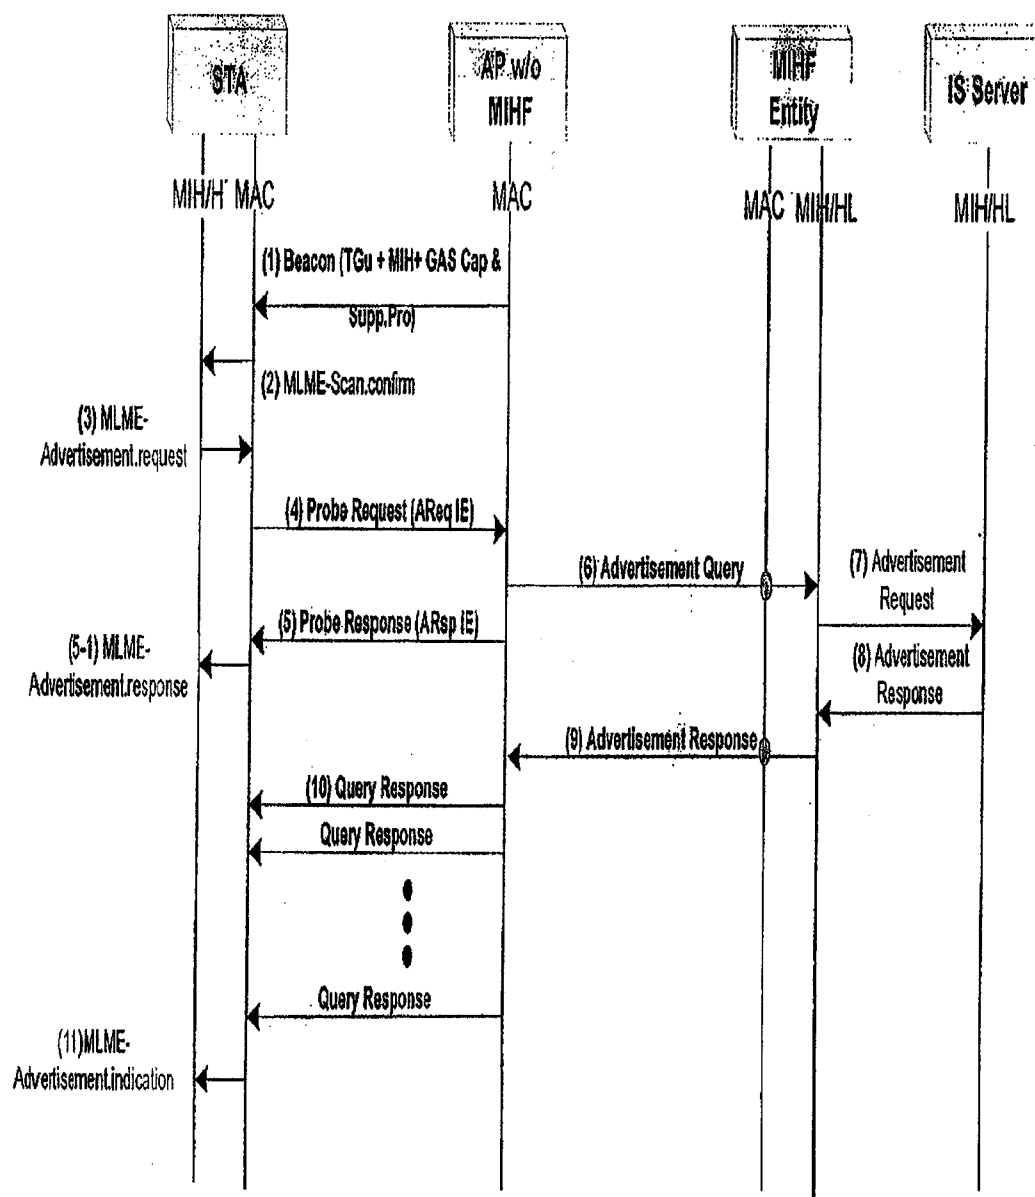 STA
AP w/o
MIHF
MIHF
Entity
IS Server
MIH/H
MAC
MAC
MAC
MIH/HL
MIH/HL
(1) Beacon (TGu + MIH+ GAS Cap &
Supp.Pro)
(2) MLME-Scan.confirm
(3) MLME-
Advertisement.request
(4) Probe Request (AReq IE)
(6) Advertisement Query
(7) Advertisement
Request
(5) Probe Response (ARsp IE)
(5-1) MLME-
Advertisement.response
(8) Advertisement
Response
(9) Advertisement Response
(10) Query Response
Query Response
Query Response
(11)MLME-
Advertisement.indication